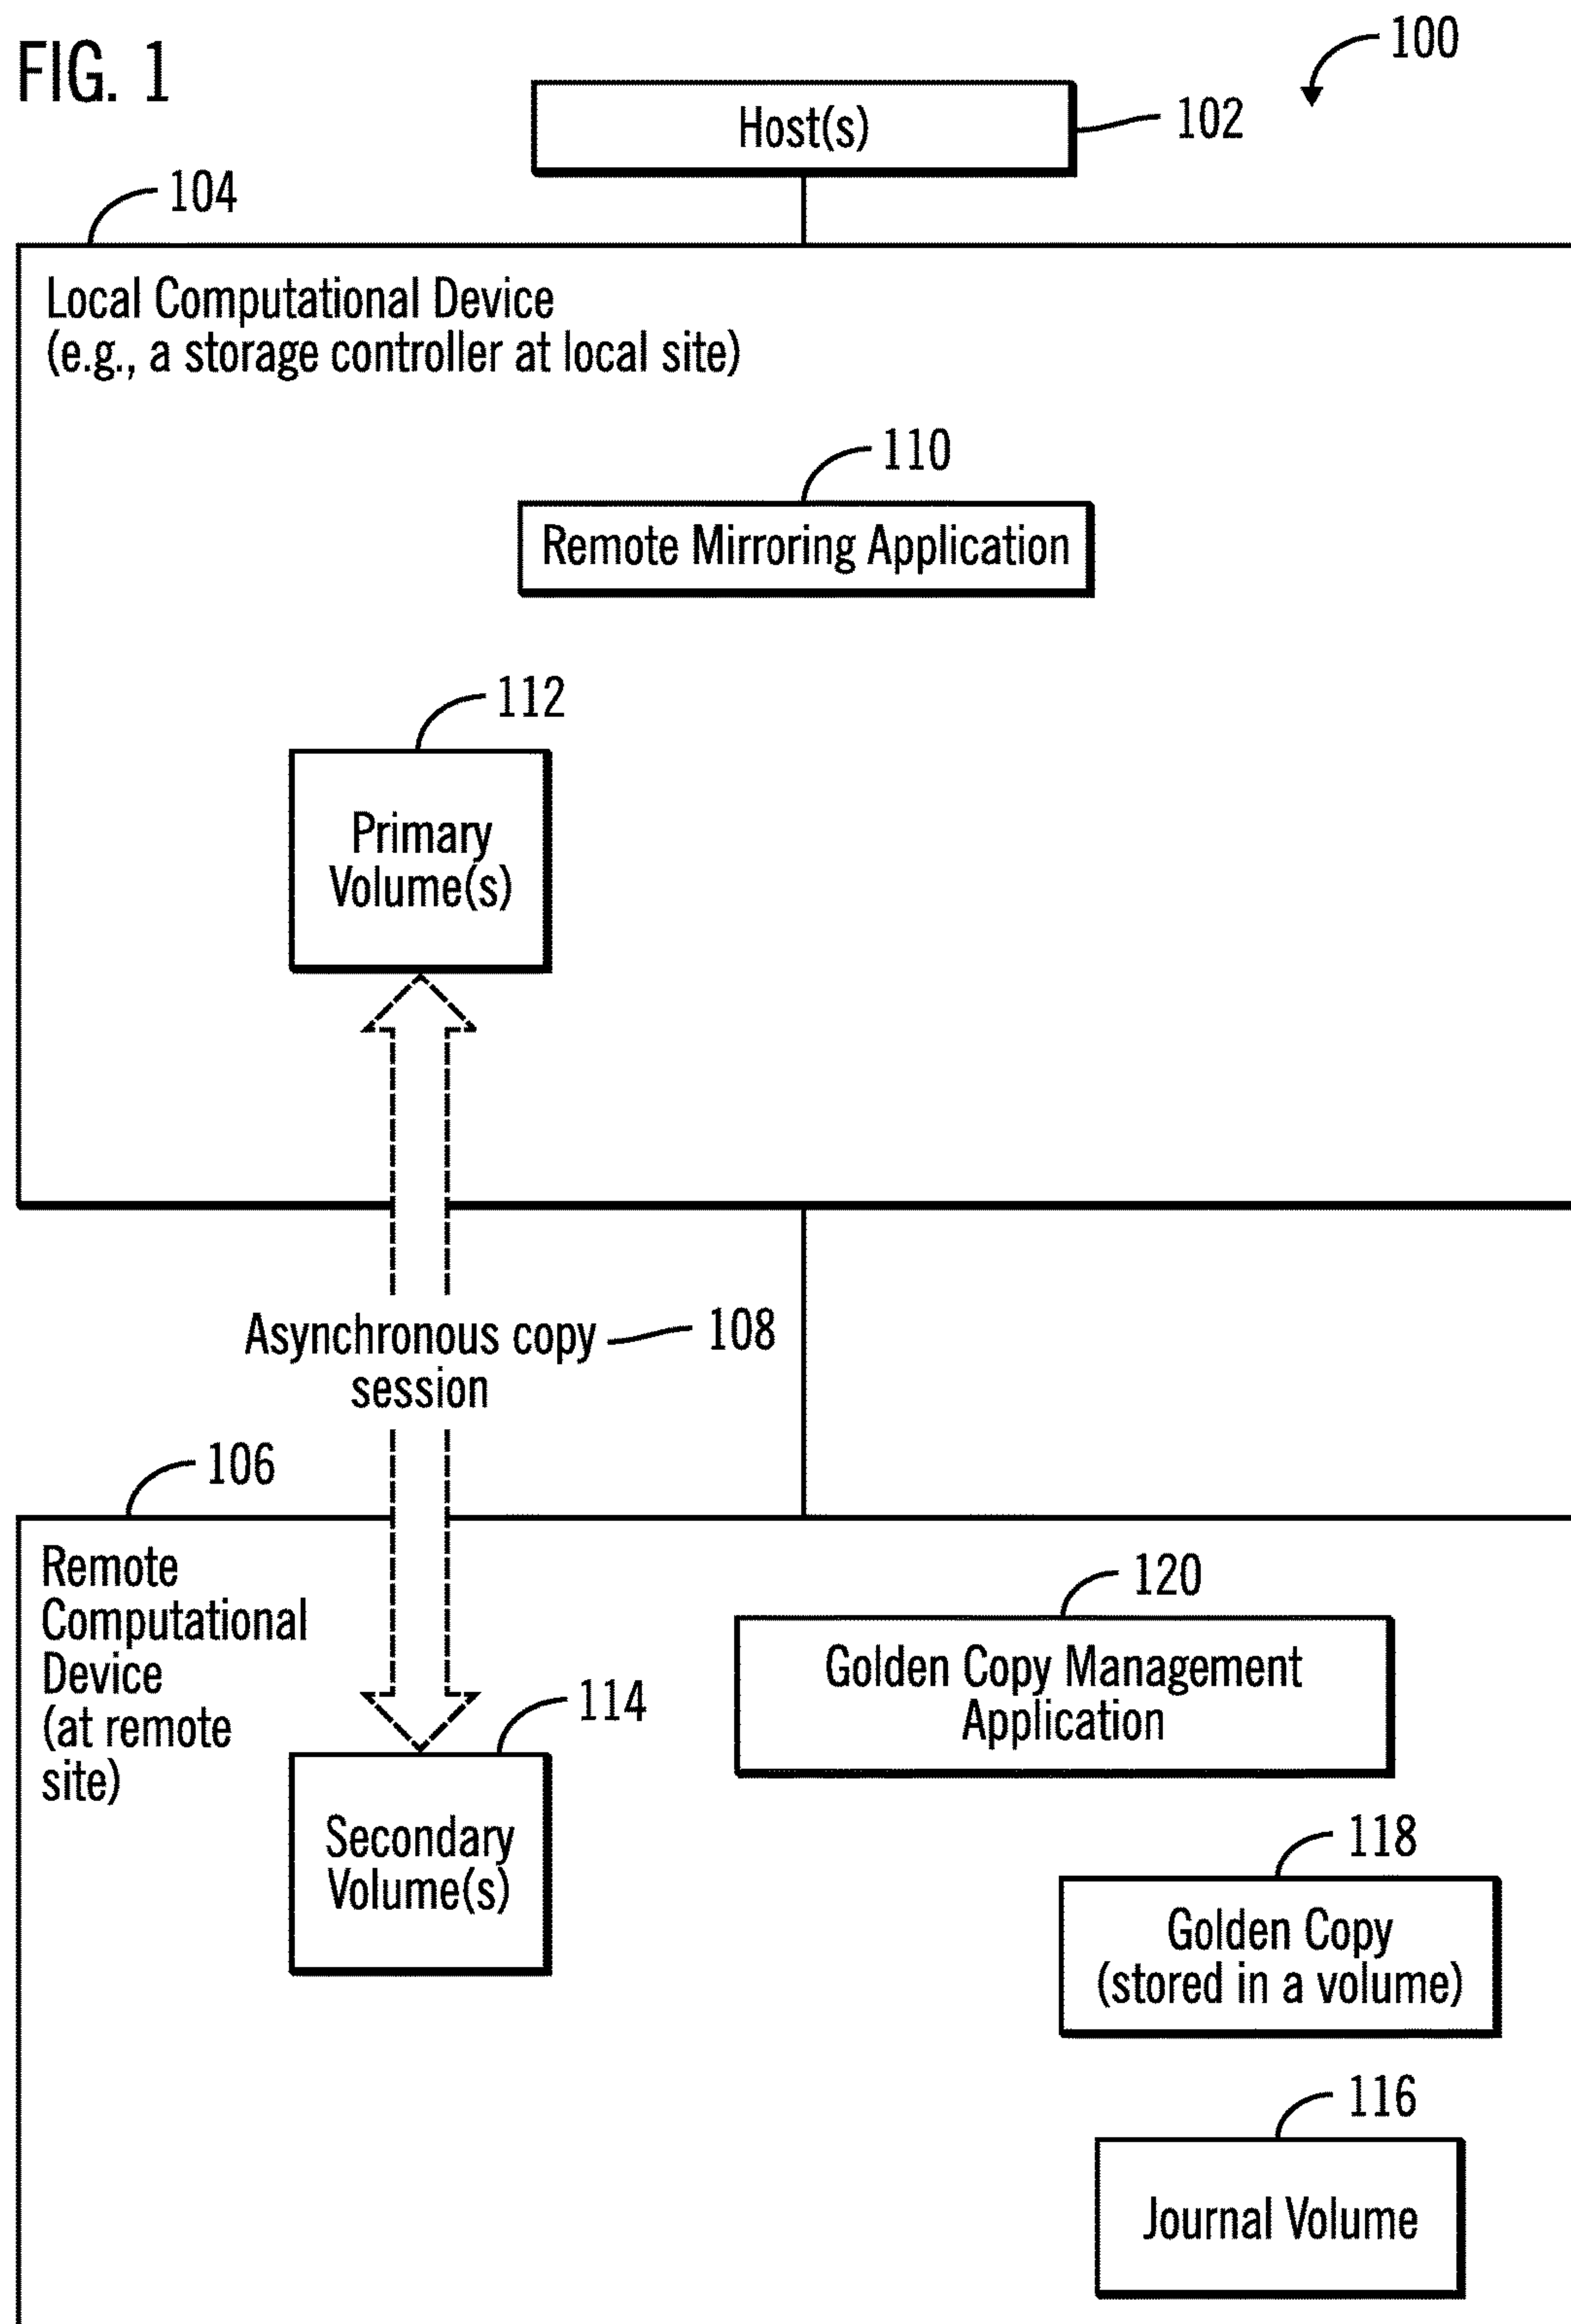 FIG. 1
100
Host(s)
102
104
Local Computational Device
(e.g., a storage controller at local site)
110
Remote Mirroring Application
112
Primary
Volume(s)
Asynchronous copy
session
108
106
Remote
Computational
Device
(at remote
site)
120
Golden Copy Management
Application
114
Secondary
Volume(s)
118
Golden Copy
(stored in a volume)
116
Journal Volume